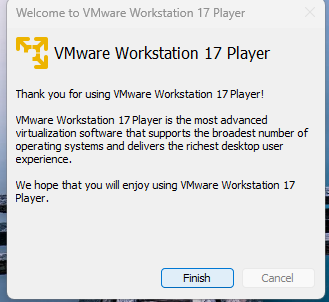 Welcome to VMware Workstation 17 Player
VMware Workstation 17 Player
Thank you for using VMware Workstation 17 Player!
VMware Workstation 17 Player is the most advanced
virtualization software that supports the broadest number of
operating systems and delivers the richest desktop user
experience.
We hope that you will enjoy using VMware Workstation 17
Player.
Finish
Cancel